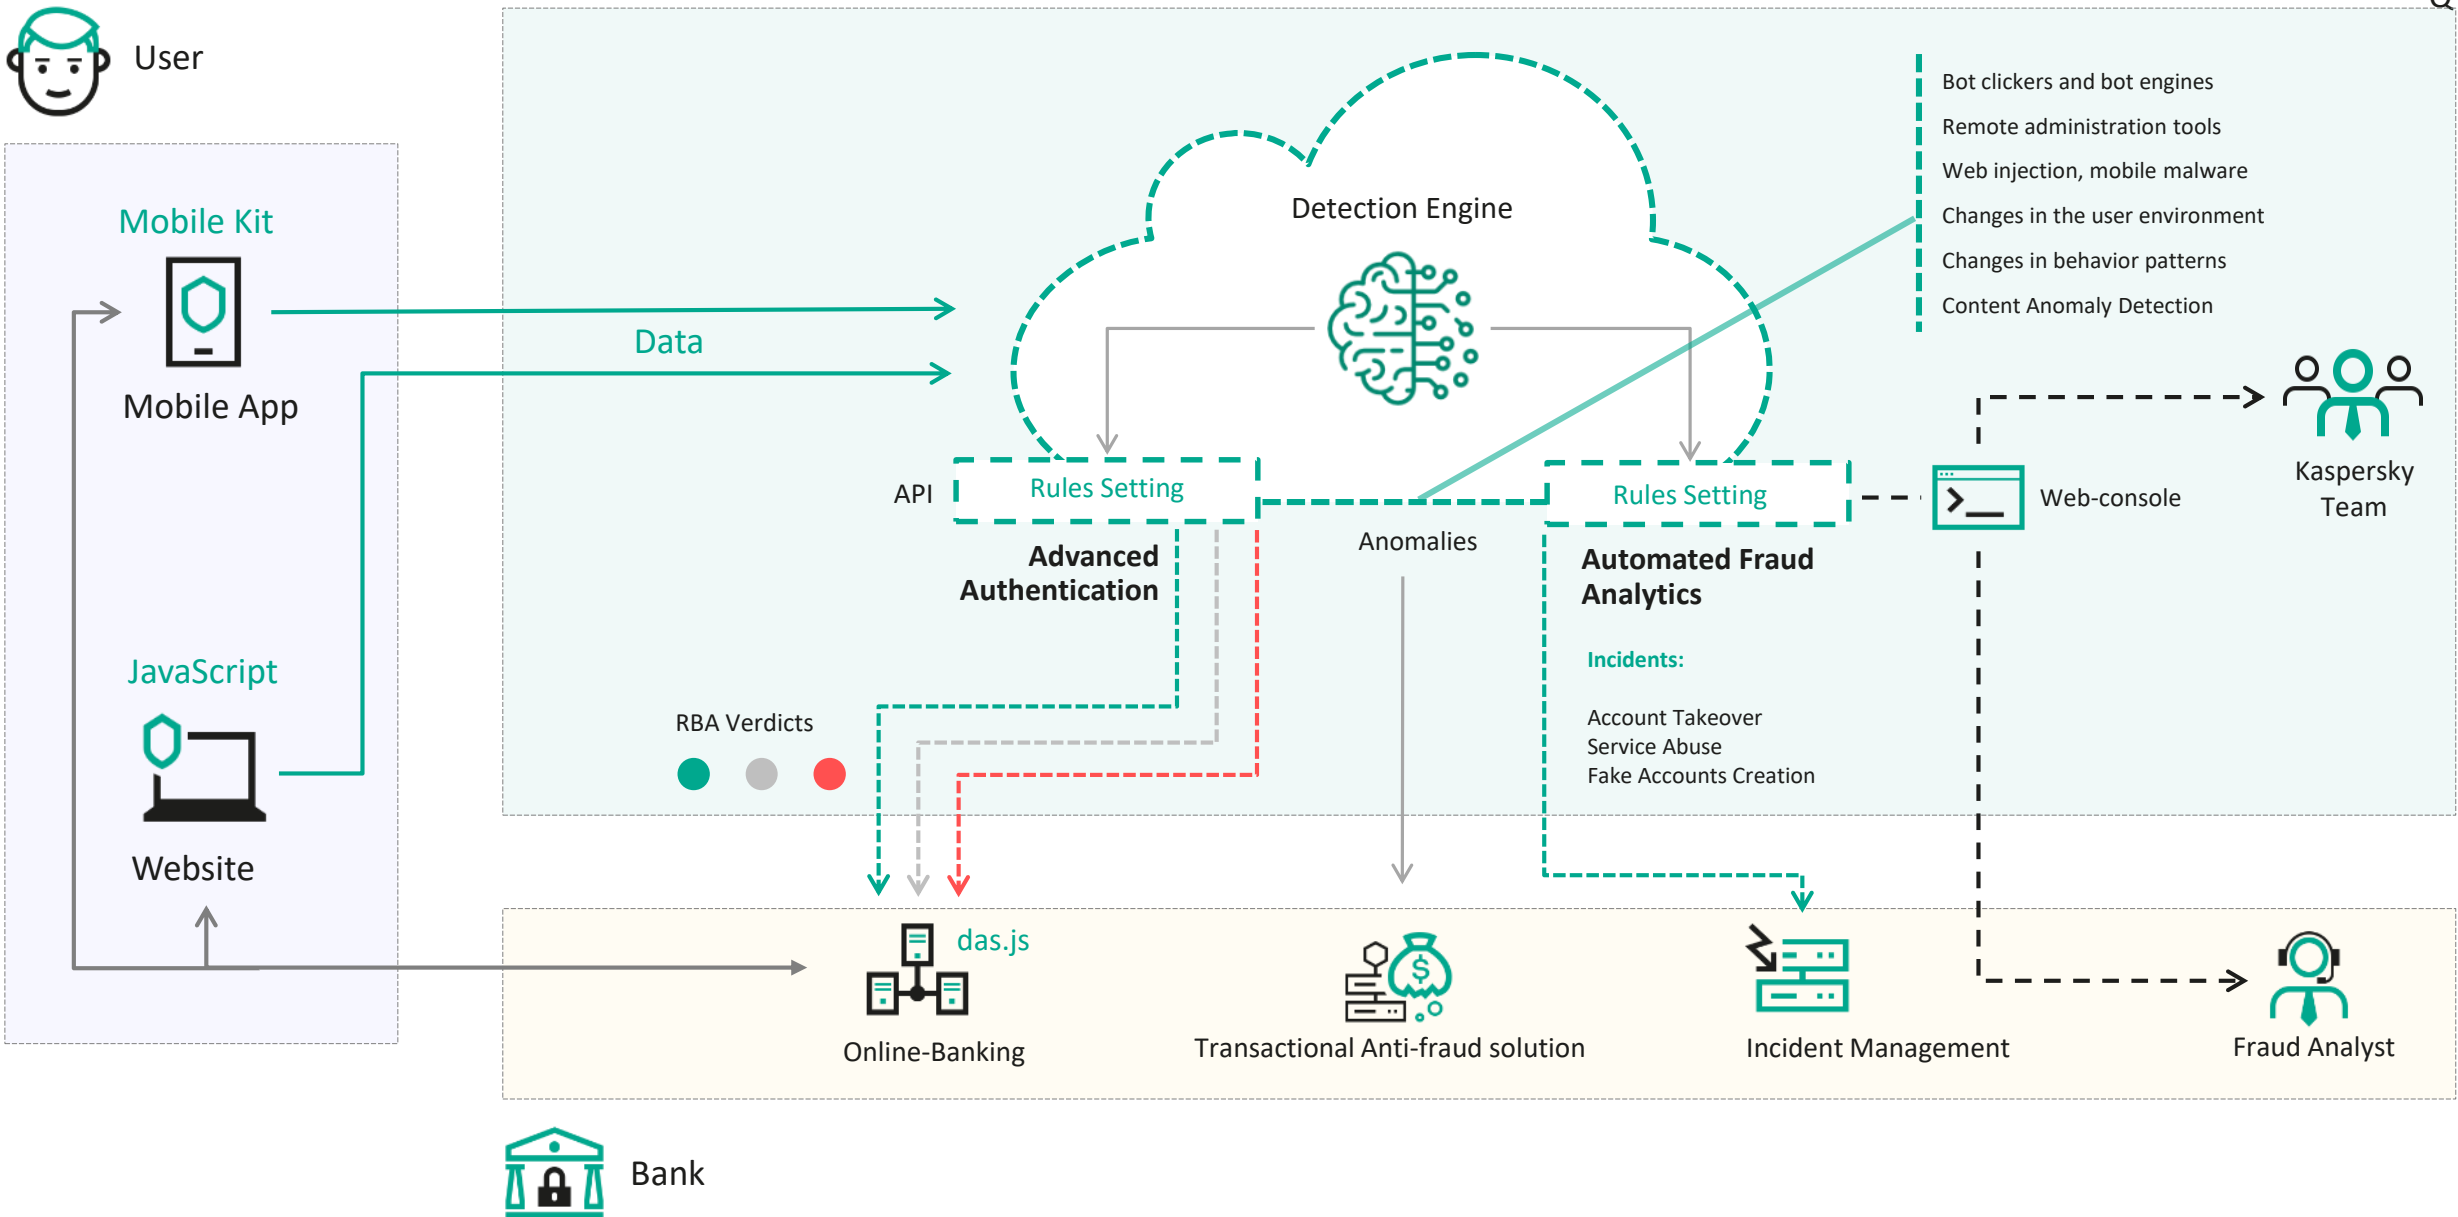 User
Mobile Kit
Mobile App
JavaScript
Website
Data
Detection Engine
Bot clickers and bot engines
Remote administration tools
Web injection, mobile malware
Changes in the user environment
Changes in behavior patterns
Content Anomaly Detection
API
Rules Setting
Rules Setting
Web-console
Kaspersky
Team
Advanced
Authentication
Anomalies
Automated Fraud
Analytics
Incidents:
Account Takeover
Service Abuse
Fake Accounts Creation
RBA Verdicts
das.js
$
Online-Banking
Transactional Anti-fraud solution
Incident Management
Fraud Analyst
Bank